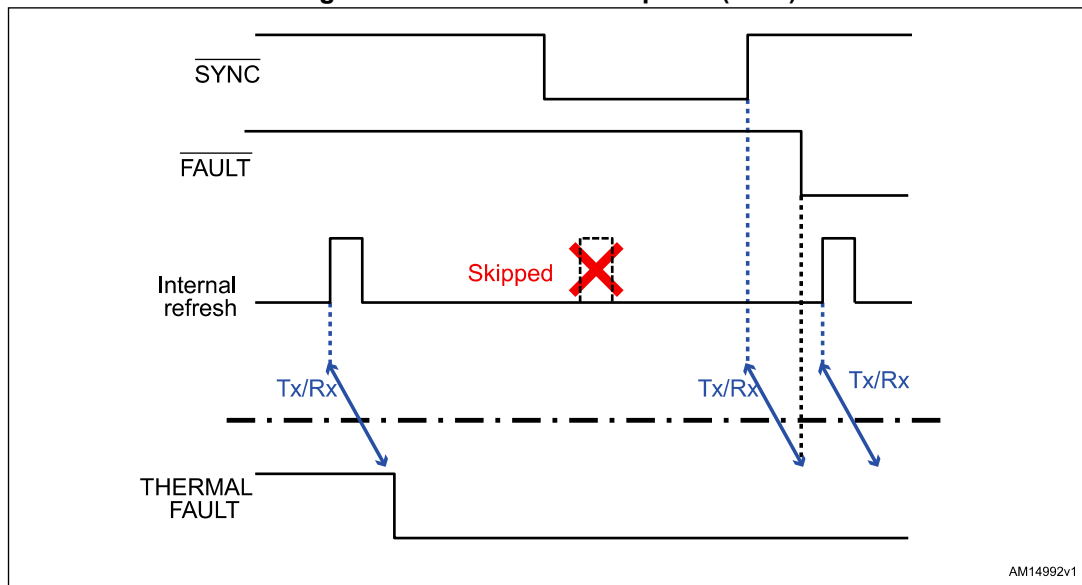 SYNC
FAULT
Skipped
Internal
refresh
Tx/Rx
Tx/Rx
Tx/Rx
THERMAL
FAULT
AM14992v1